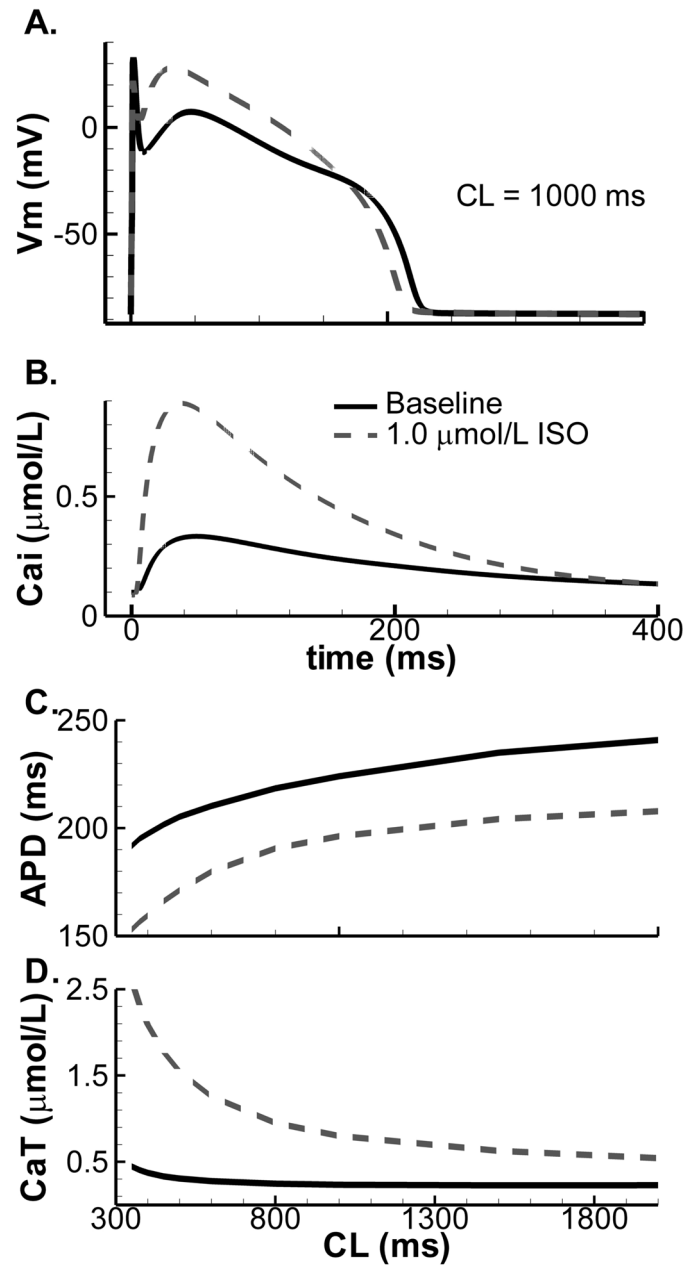 A.
Vm (mV)
0
-50
CL = 1000 ms
B.
Cai (μmol/L)
0.5
0
Baseline
1.0 μmol/L ISO
0 200 400
time (ms)
C.
APD (ms)
250
200
150
D.
CaT (μmol/L)
2.5
1.5
0.5
300 800 1300 1800
CL (ms)